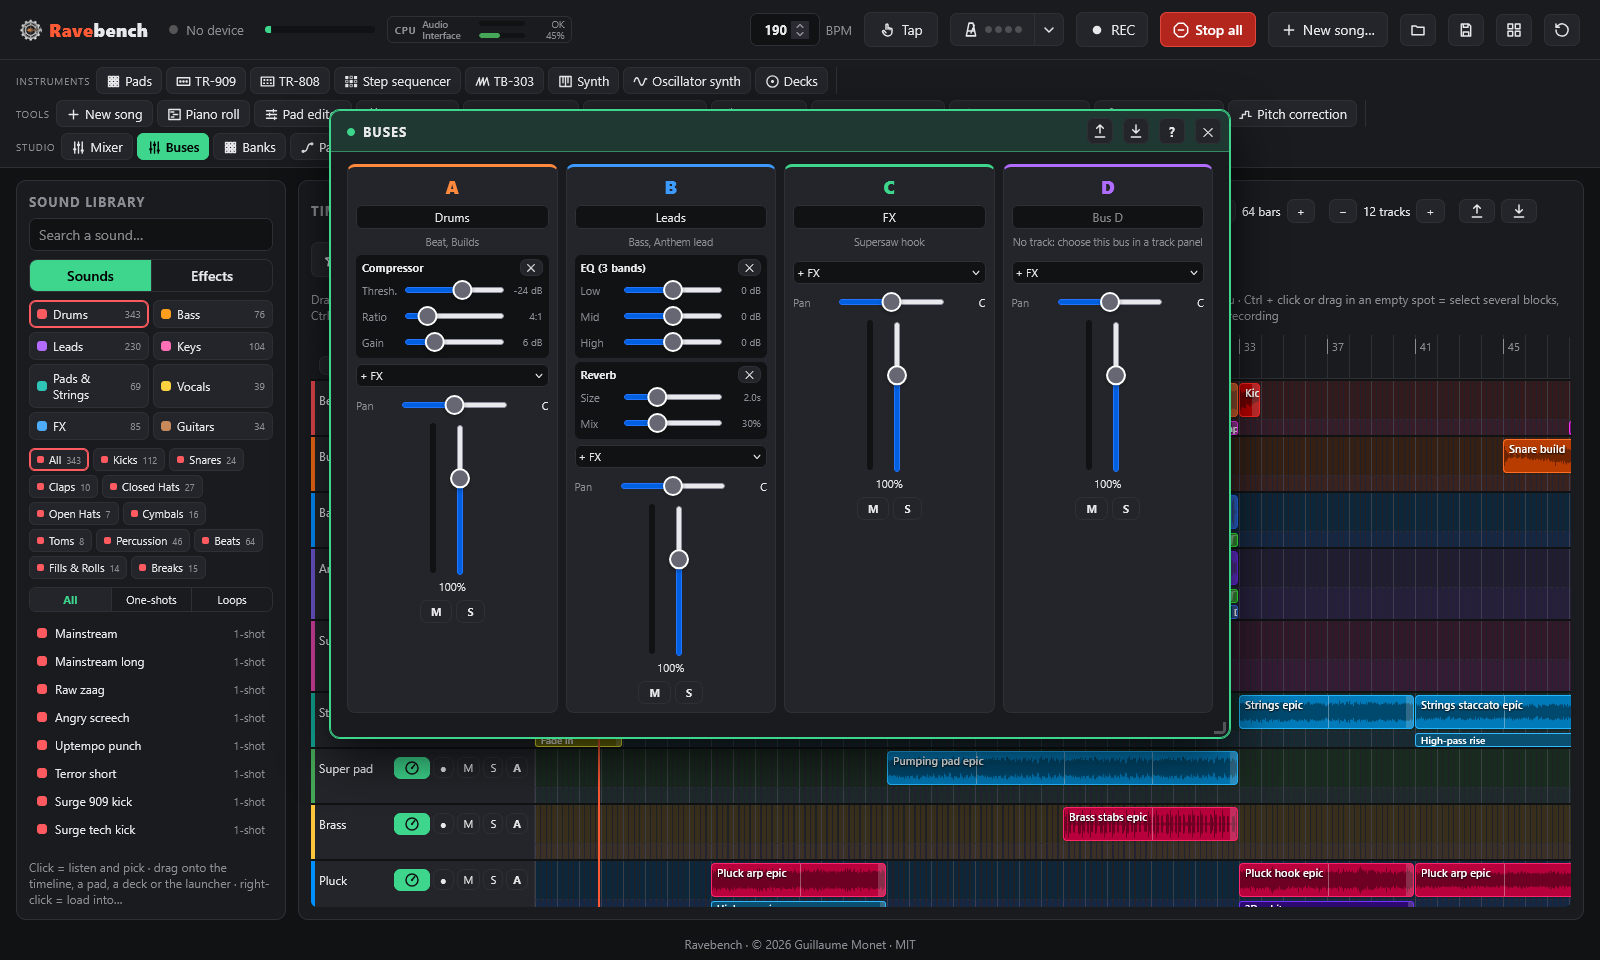 Ravebench
No device
CPU
Audio Interface
OK
45%
190
BPM
Tap
REC
Stop all
New song...
INSTRUMENTS
Pads
TR-909
TR-808
Step sequencer
TB-303
Synth
Oscillator synth
Decks
TOOLS
New song
Piano roll
Pad edit
Pitch correction
STUDIO
Mixer
Buses
Banks
Pa
SOUND LIBRARY
Search a sound...
Sounds
Effects
Drums 343
Bass 76
Leads 230
Keys 104
Pads & Strings 69
Vocals 39
FX 85
Guitars 34
All 343
Kicks 112
Snares 24
Claps 10
Closed Hats 27
Open Hats 7
Cymbals 16
Toms 8
Percussion 46
Beats 64
Fills & Rolls 14
Breaks 15
All
One-shots
Loops
Mainstream 1-shot
Mainstream long 1-shot
Raw zaag 1-shot
Angry screech 1-shot
Uptempo punch 1-shot
Terror short 1-shot
Surge 909 kick 1-shot
Surge tech kick 1-shot
Click = listen and pick · drag onto the
timeline, a pad, a deck or the launcher · right-
click = load into...
BUSES
?
A
Drums
Beat, Builds
Compressor
Thresh. -24 dB
Ratio 4:1
Gain 6 dB
+ FX
Pan C
100%
M S
B
Leads
Bass, Anthem lead
EQ (3 bands)
Low 0 dB
Mid 0 dB
High 0 dB
Reverb
Size 2.0s
Mix 30%
+ FX
Pan C
100%
M S
C
FX
Supersaw hook
+ FX
Pan C
100%
M S
D
Bus D
No track: choose this bus in a track panel
+ FX
Pan C
100%
M S
64 bars +
− 12 tracks +
· Ctrl + click or drag in an empty spot = select several blocks,
33 37 41 45
Kic
Snare build
Strings epic
Strings staccato epic
High-pass rise
Fade in
Super pad M S A
Pumping pad epic
Brass M S A
Brass stabs epic
Pluck M S A
Pluck arp epic
Pluck hook epic
Pluck arp epic
Ravebench · © 2026 Guillaume Monet · MIT